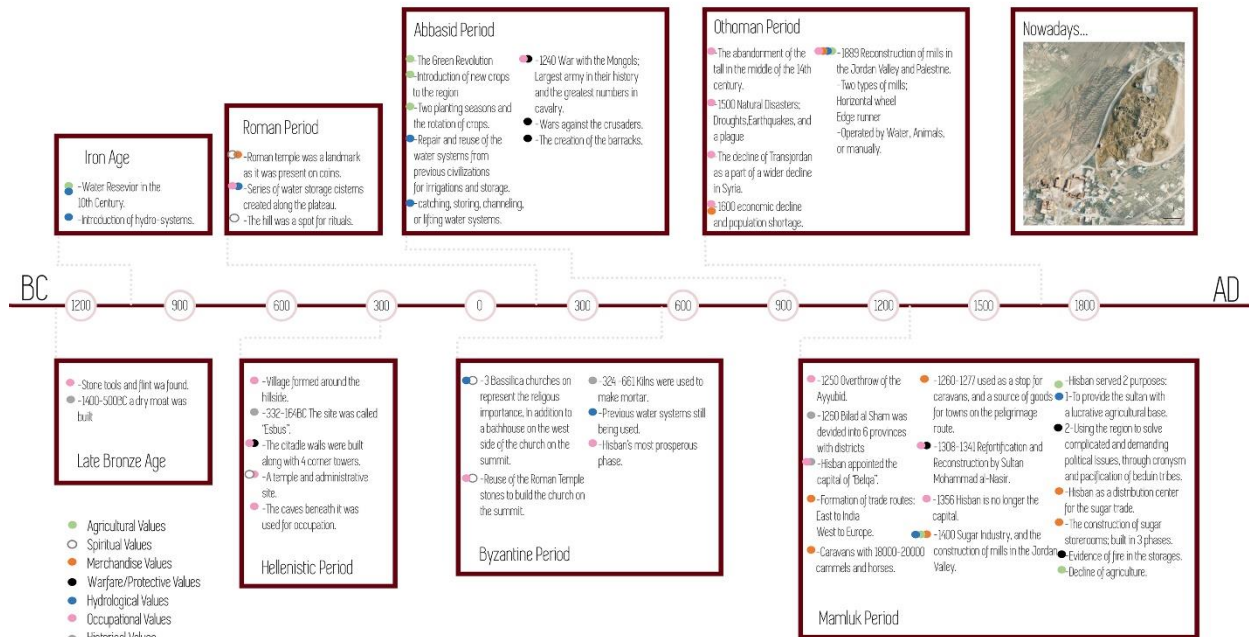 Iron Age
-Water Resevior in the
10th Century.
-Introduction of hydro-systems.
Roman Period
-Roman temple was a landmark
as it was present on coins.
-Series of water storage cisterns
created along the plateau.
-The hill was a spot for rituals.
Abbasid Period
-The Green Revolution
-Introduction of new crops
to the region
-Two planting seasons and
the rotation of crops.
-Repair and reuse of the
water systems from
previous civilizations
for irrigations and storage.
-catching, storing, channeling,
or lifting water systems.
-1240 War with the Mongols;
Largest army in their history
and the greatest numbers in
cavalry.
-Wars against the crusaders.
-The creation of the barracks.
Othoman Period
-The abandorment of the
tall in the middle of the 14th
century.
-1500 Natural Disasters;
Droughts,Earthquakes, and
a plague
The decline of Transjordan
as a part of a wider decline
in Syria.
-1600 economic decline
and population shortage.
-1889 Reconstruction of mills in
the Jordan Valley and Palestine.
-Two types of mills;
Horizontal wheel
Edge runner
-Operated by Water, Animals,
or manually.
Nowadays...
BC
1200
900
600
300
0
300
600
900
1200
1500
1800
AD
-Store tools and flint wa found.
-1400-500BC a dry moat was
built
Late Bronze Age
-Village formed around the
hillside.
-332-164BC The site was called
"Esbus".
-The citadle walls were built
along with 4 corner towers.
-A temple and administrative
site.
-The caves beneath it was
used for occupation.
Hellenistic Period
-3 Bassilica churches on
represent the religous
importance, in addition to
a bathhouse on the west
side of the church on the
summit.
-Reuse of the Roman Temple
stones to build the church on
the summit.
-324 -661 Kilns were used to
make mortar.
-Previous water systems still
being used.
-Hisban's most prosperous
phase.
Byzantine Period
-1250 Overthrow of the
Ayyubid.
-1260 Bilad al Sham was
devided into 6 provinces
with districts
-Hisban appointed the
capital of "Belqa".
-Formation of trade routes:
East to India
West to Europe.
-Caravans with 18000-20000
cammels and horses.
-1260-1277 used as a stop for
caravans, and a source of goods
for towns on the peligrimage
route.
-1308-1341 Refortification and
Reconstruction by Sultan
Mohammad al-Nasir.
-1356 Hisban is no longer the
capital.
-1400 Sugar Industry, and the
construction of mills in the Jordan
Valley.
-Hisban served 2 purposes:
1-To provide the sultan with
a lucrative agricultural base.
2-Using the region to solve
complicated and demanding
political issues, through cronysm
and pacification of beduin tribes.
-Hisban as a distribution center
for the sugar trade.
-The construction of sugar
storerooms; built in 3 phases.
-Evidence of fire in the storages.
-Decline of agriculture.
Mamluk Period
Agricultural Values
Spiritual Values
Merchandise Values
Warfare/Protective Values
Hydrological Values
Occupational Values
Historical Values